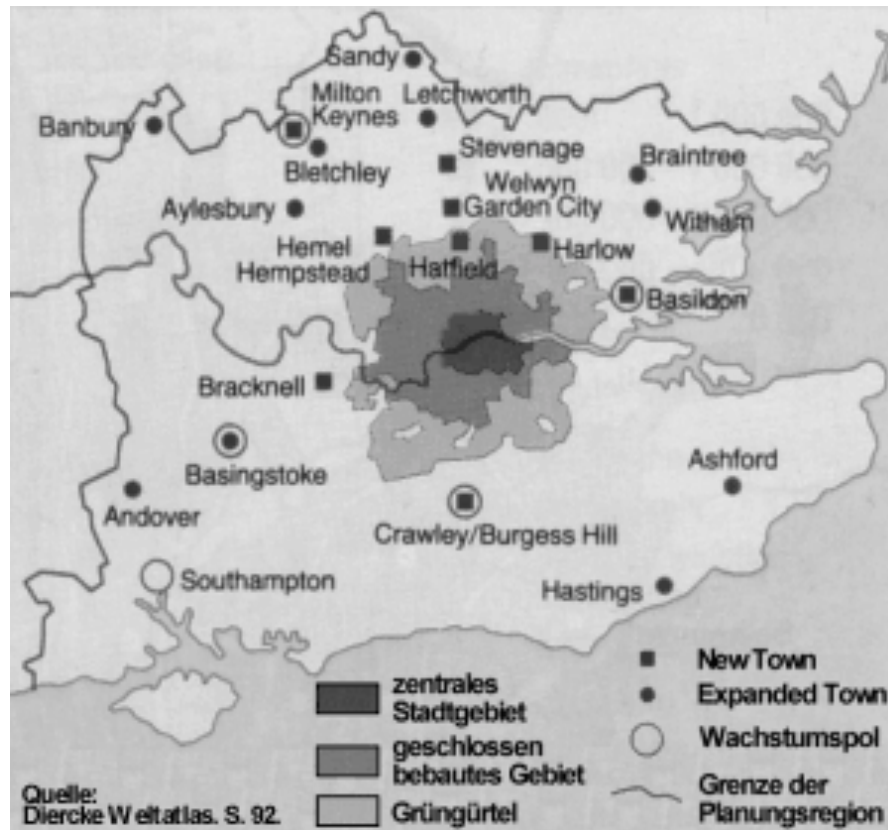 Sandy
Milton
Keynes
Letchworth
Banbury
Bletchley
Stevenage
Braintree
Welwyn
Garden City
Aylesbury
Witham
Hemel
Hempstead
Hatfield
Harlow
Basildon
Bracknell
Basingstoke
Ashford
Andover
Crawley/Burgess Hill
Southampton
Hastings
zentrales
Stadtgebiet
geschlossen
bebautes Gebiet
Grüngürtel
New Town
Expanded Town
Wachstumspol
Grenze der
Planungsregion
Quelle:
Diercke Weltatlas. S. 92.